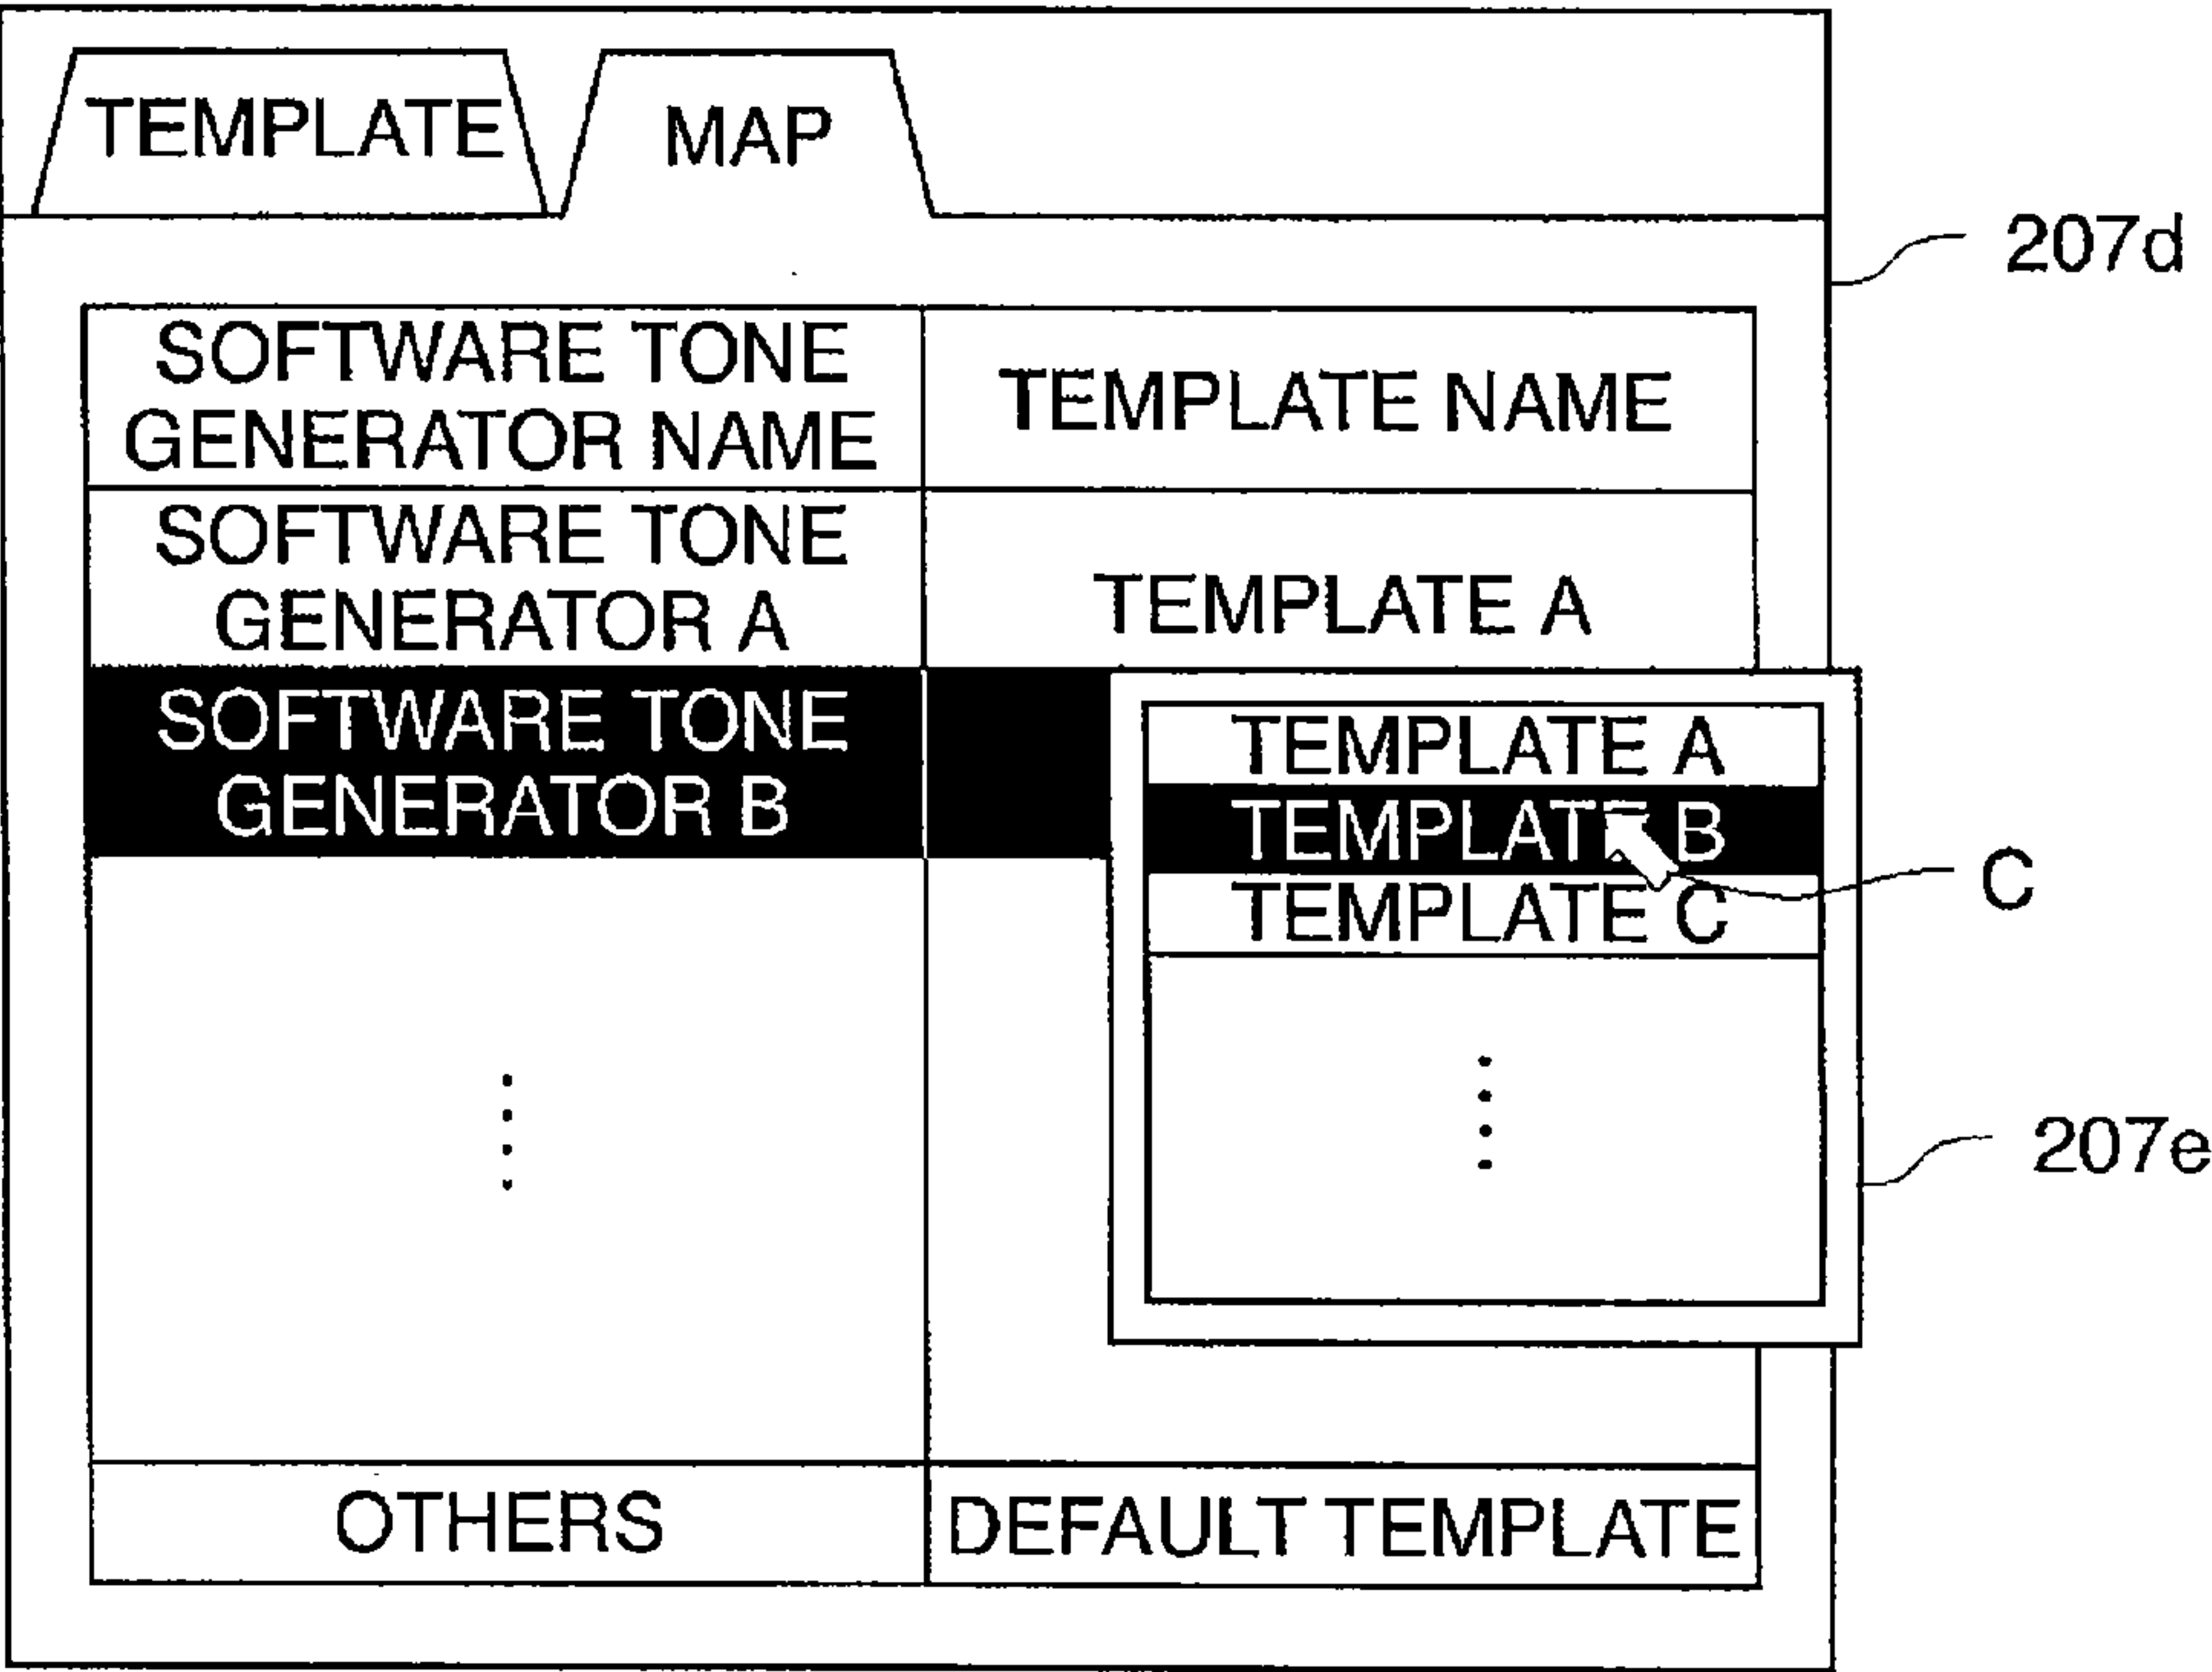 TEMPLATE
MAP
207d
SOFTWARE TONE
GENERATOR NAME
TEMPLATE NAME
SOFTWARE TONE
GENERATOR A
TEMPLATE A
SOFTWARE TONE
GENERATOR B
TEMPLATE A
TEMPLATE B
TEMPLATE C
C
207e
OTHERS
DEFAULT TEMPLATE